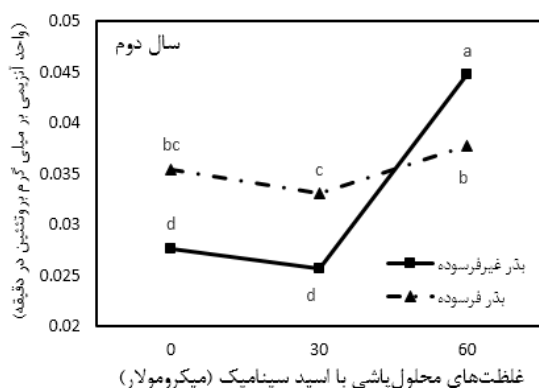 (واحد آنزیمی بر میلی گرم پروتئین در دقیقه)
سال دوم
0.05
0.045
0.04
0.035
0.03
0.025
0.02
a
bc
c
b
d
d
بذر غیرفرسوده
بذر فرسوده
0 30 60
غلظت‌های محلول‌پاشی با اسید سینامیک (میکرومولار)